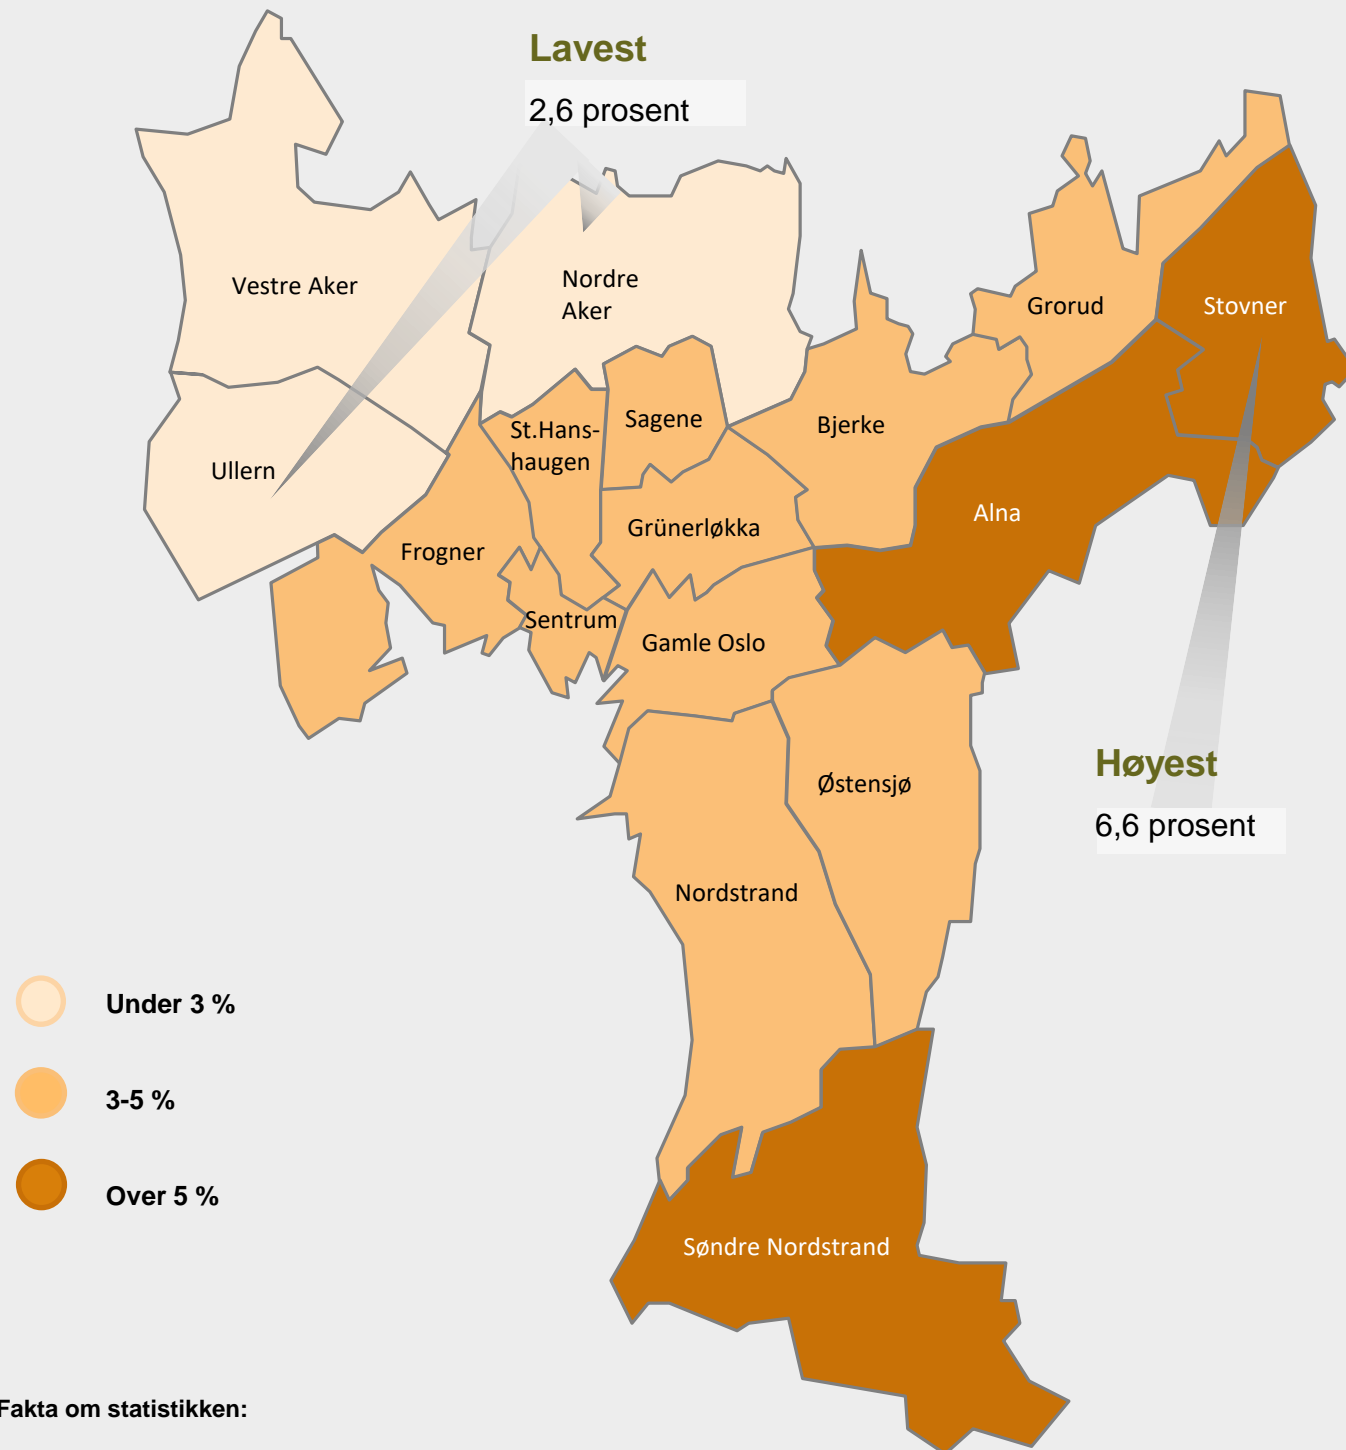 Lavest
2,6 prosent
Vestre Aker
Nordre
Aker
Grorud
Stovner
Ullern
St.Hans-
haugen
Sagene
Bjerke
Frogner
Grünerløkka
Alna
Sentrum
Gamle Oslo
Høyest
6,6 prosent
Østensjø
Nordstrand
Under 3 %
3-5 %
Over 5 %
Søndre Nordstrand
Fakta om statistikken: